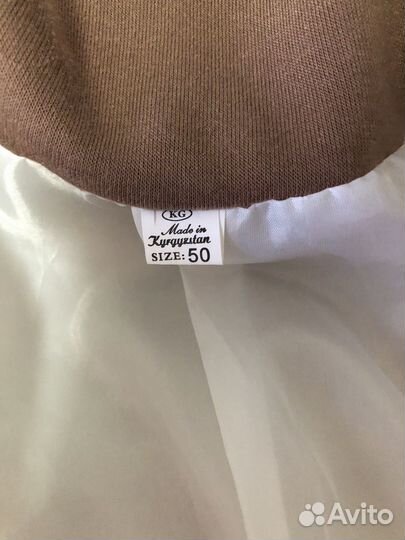 KG
Made in
Kyrgyzstan
SIZE: 50
Avito